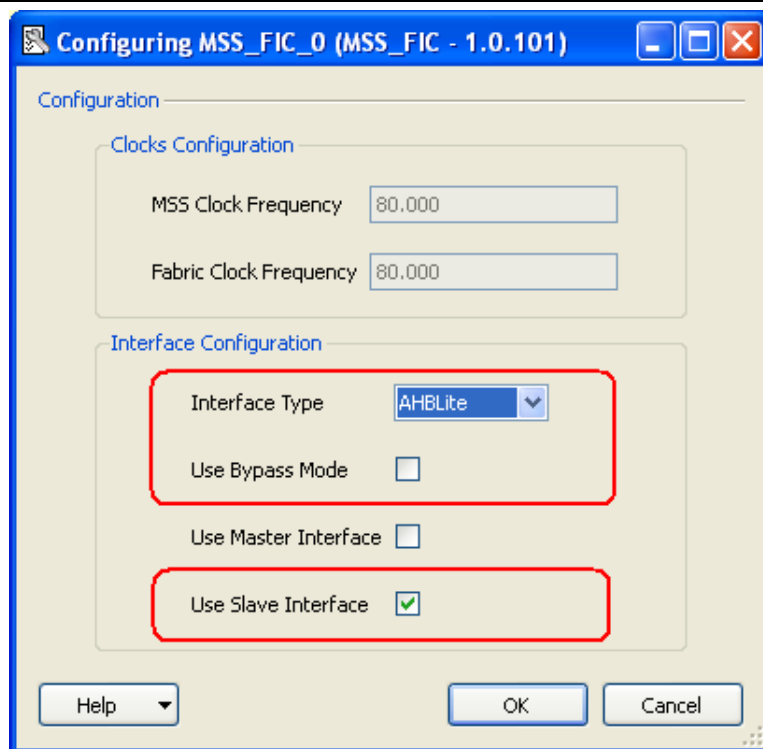 Configuring MSS_FIC_0 (MSS_FIC - 1.0.101)
Configuration
Clocks Configuration
MSS Clock Frequency 80.000
Fabric Clock Frequency 80.000
Interface Configuration
Interface Type AHBLite
Use Bypass Mode
Use Master Interface
Use Slave Interface
Help OK Cancel